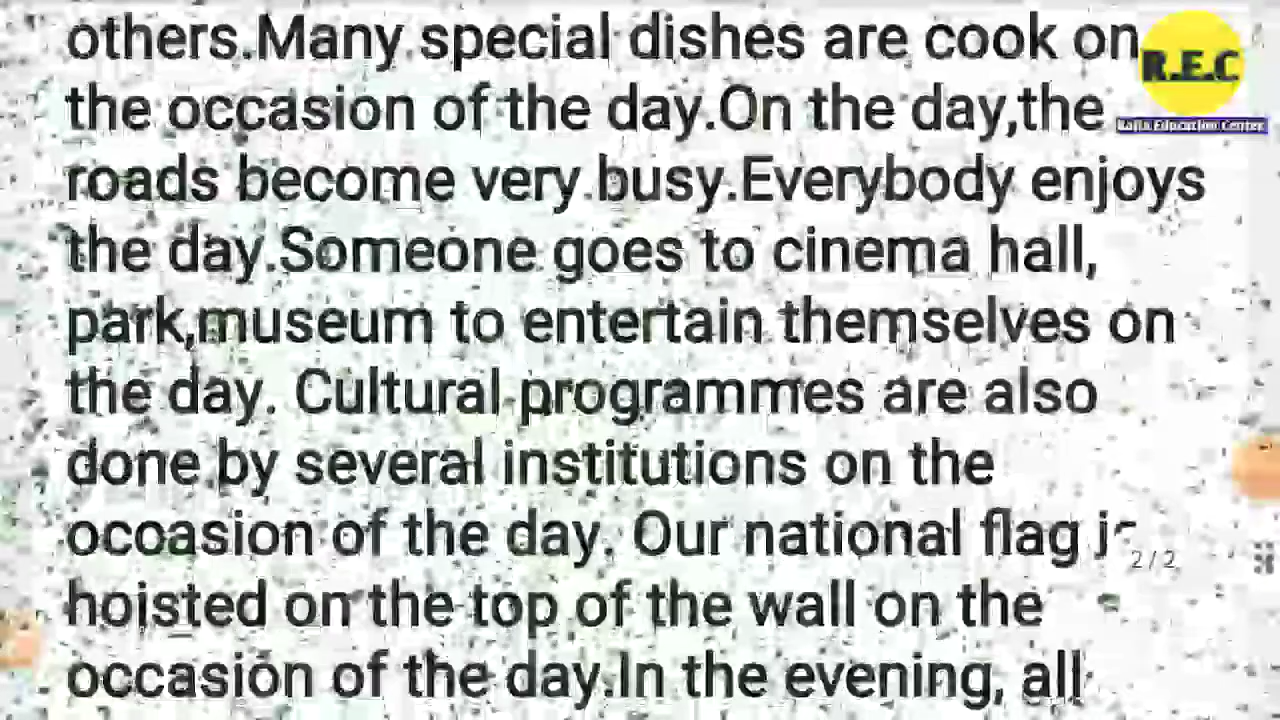 others.Many special dishes are cook on
the occasion of the day.On the day,the
roads become very busy.Everybody enjoys
the day.Someone goes to cinema hall,
park,museum to entertain themselves on
the day. Cultural programmes are also
done by several institutions on the
occasion of the day. Our national flag is
hoisted on the top of the wall on the
occasion of the day.In the evening, all
R.E.C
Education Center
2/2